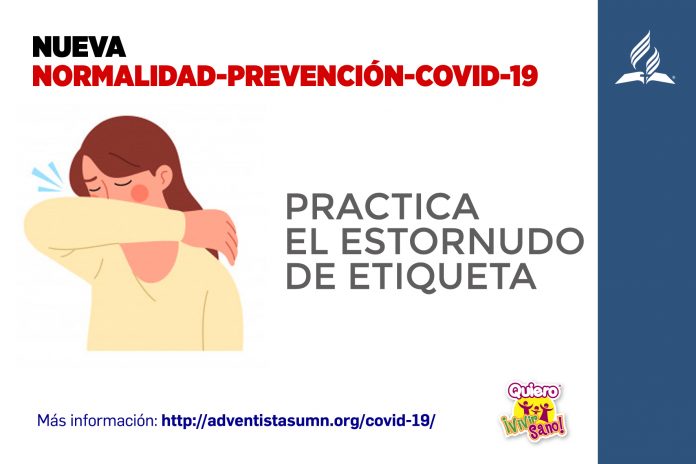 NUEVA
NORMALIDAD-PREVENCIÓN-COVID-19
PRACTICA
EL ESTORNUDO
DE ETIQUETA
Más información: http://adventistasumn.org/covid-19/
Quiero
¡Vivir
Sano!